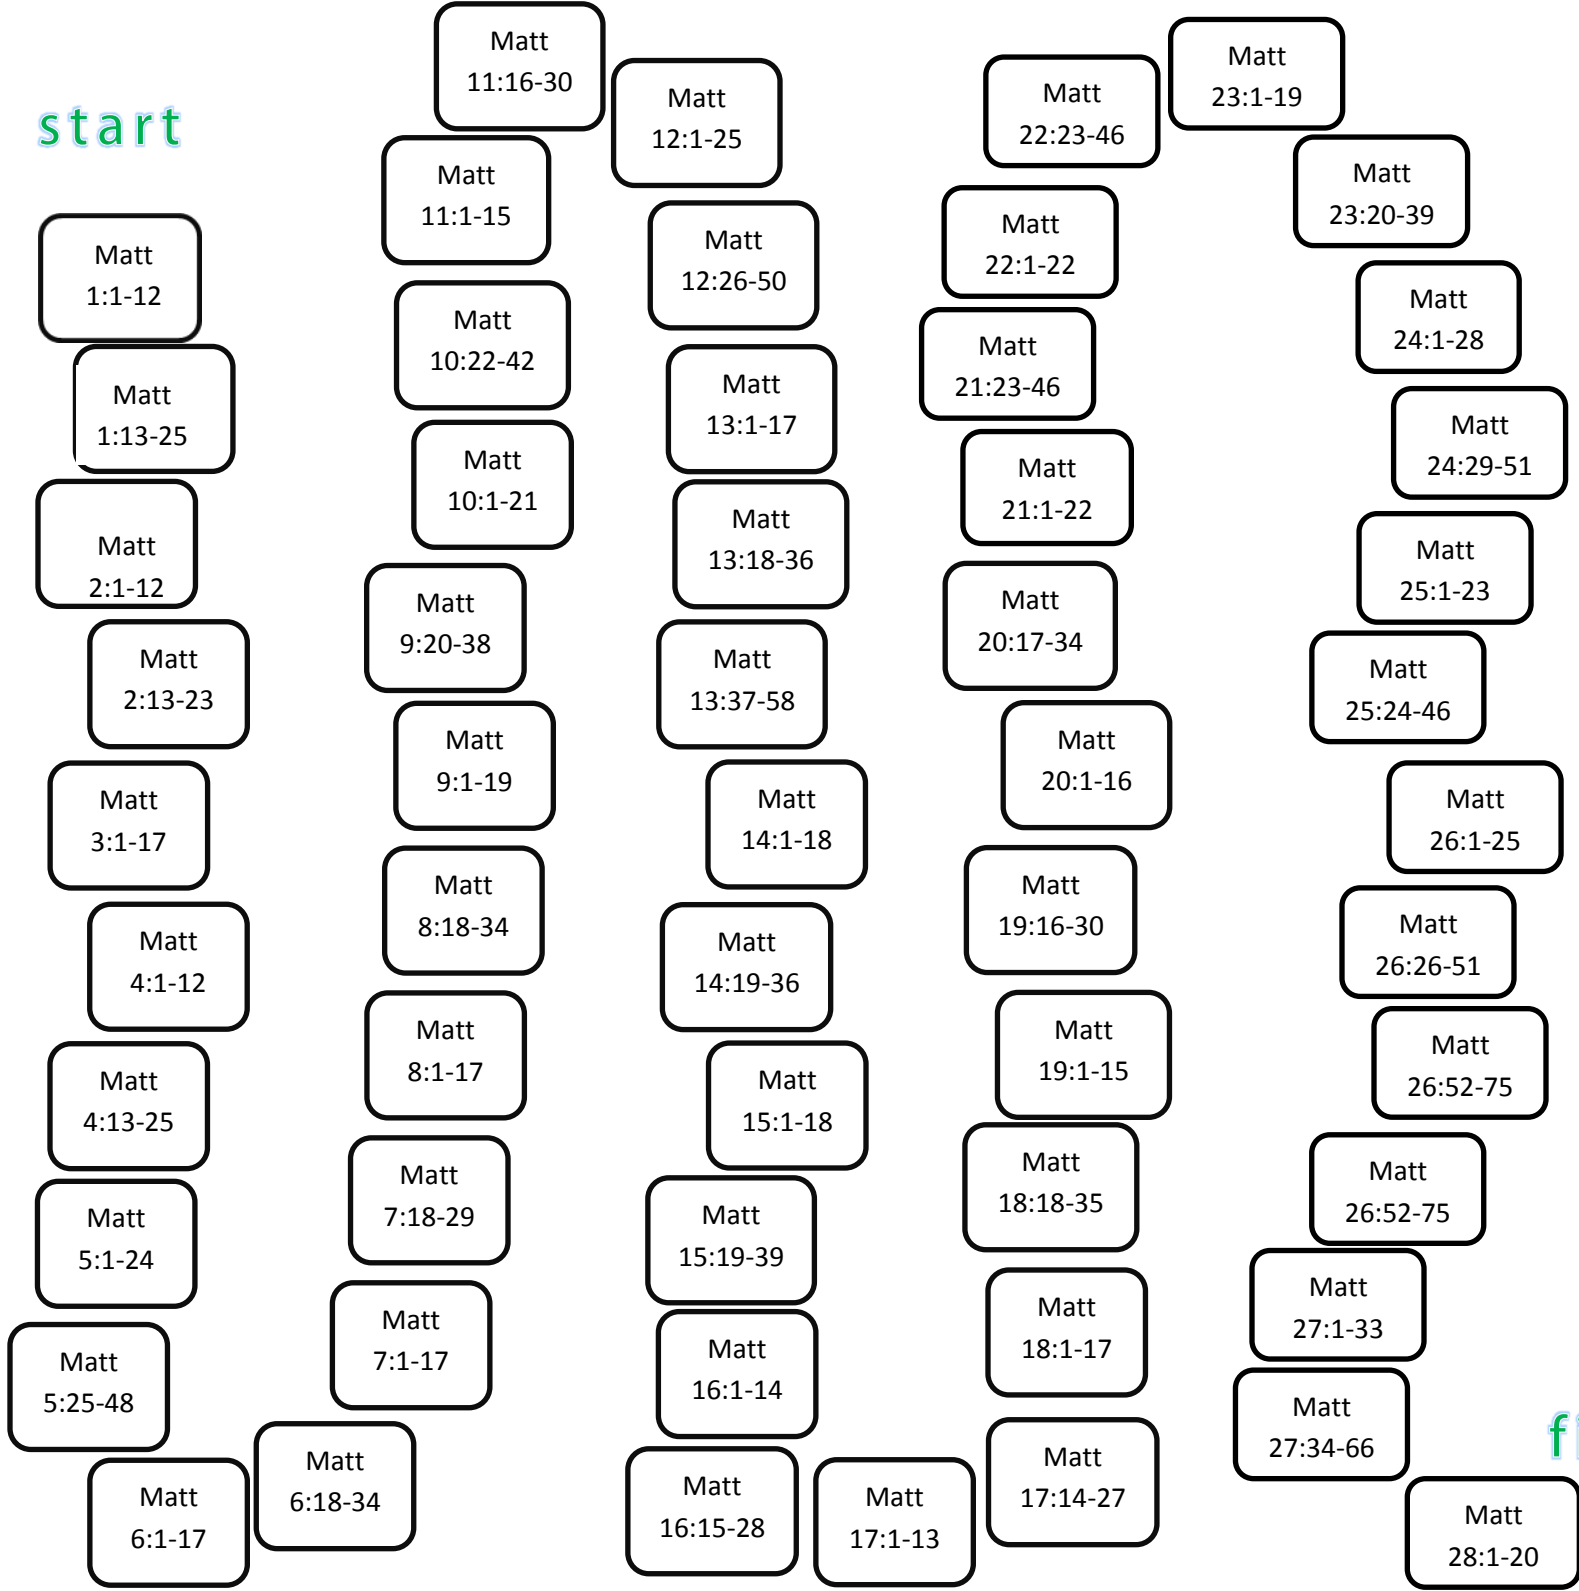 start
Matt
1:1-12
Matt
1:13-25
Matt
2:1-12
Matt
2:13-23
Matt
3:1-17
Matt
4:1-12
Matt
4:13-25
Matt
5:1-24
Matt
5:25-48
Matt
6:1-17
Matt
6:18-34
Matt
7:1-17
Matt
7:18-29
Matt
8:1-17
Matt
8:18-34
Matt
9:1-19
Matt
9:20-38
Matt
10:1-21
Matt
10:22-42
Matt
11:1-15
Matt
11:16-30
Matt
12:1-25
Matt
12:26-50
Matt
13:1-17
Matt
13:18-36
Matt
13:37-58
Matt
14:1-18
Matt
14:19-36
Matt
15:1-18
Matt
15:19-39
Matt
16:1-14
Matt
16:15-28
Matt
17:1-13
Matt
17:14-27
Matt
18:1-17
Matt
18:18-35
Matt
19:1-15
Matt
19:16-30
Matt
20:1-16
Matt
20:17-34
Matt
21:1-22
Matt
21:23-46
Matt
22:1-22
Matt
22:23-46
Matt
23:1-19
Matt
23:20-39
Matt
24:1-28
Matt
24:29-51
Matt
25:1-23
Matt
25:24-46
Matt
26:1-25
Matt
26:26-51
Matt
26:52-75
Matt
26:52-75
Matt
27:1-33
Matt
27:34-66
Matt
28:1-20